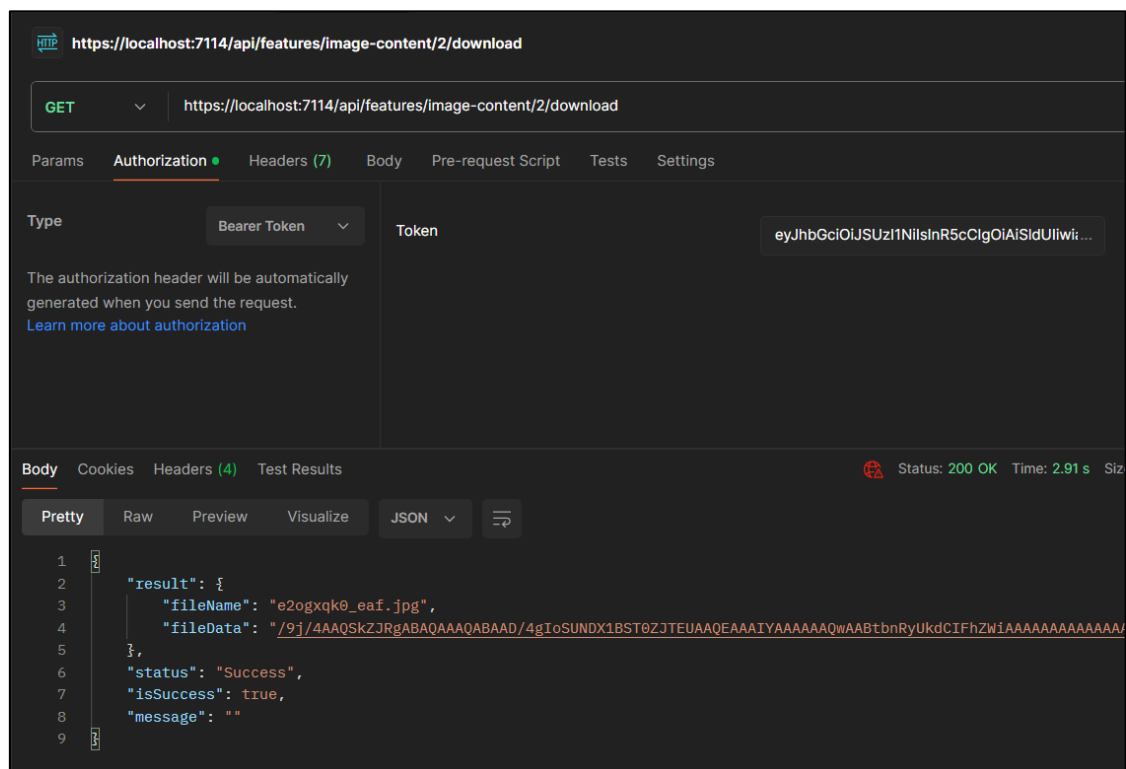 HTTP https://localhost:7114/api/features/image-content/2/download
GET https://localhost:7114/api/features/image-content/2/download
Params Authorization Headers (7) Body Pre-request Script Tests Settings
Type Bearer Token Token eyJhbGciOiJSUzI1NiIsInR5cCIgOiAiSldUIiwia...
The authorization header will be automatically
generated when you send the request.
Learn more about authorization
Body Cookies Headers (4) Test Results Status: 200 OK Time: 2.91 s Siz
Pretty Raw Preview Visualize JSON
1 {
2 "result": {
3 "fileName": "e2ogxqk0_eaf.jpg",
4 "fileData": "/9j/4AAQSkZJRgABAQAAAQABAAD/4gIoSUNDX1BST0ZJTEUAAQEAAAIYAAAAAAQwAABtbnRyUkdCIFhZWiAAAAAAAAAAAAAA
5 },
6 "status": "Success",
7 "isSuccess": true,
8 "message": ""
9 }